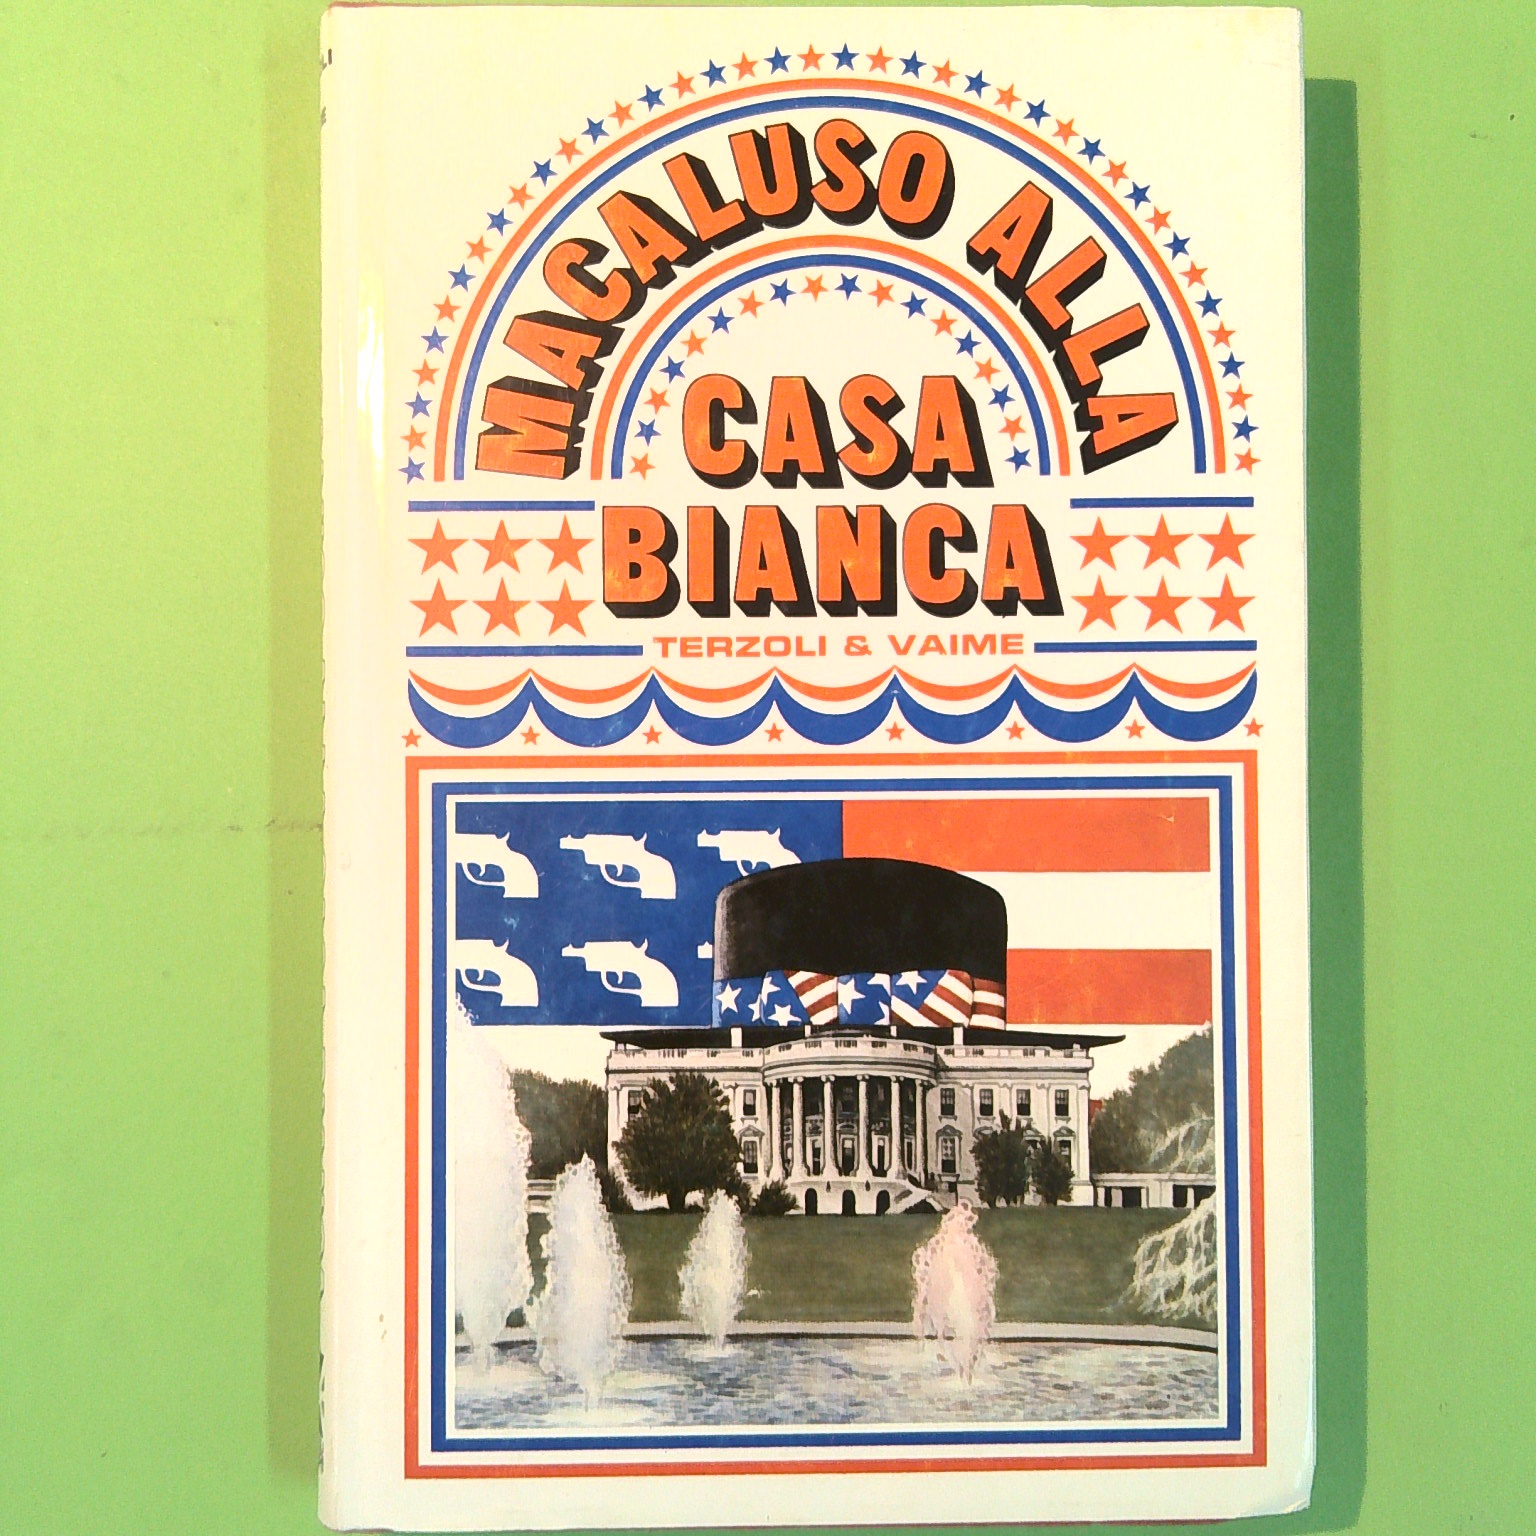 MACALUSO ALLA
CASA
BIANCA
TERZOLI & VAIME